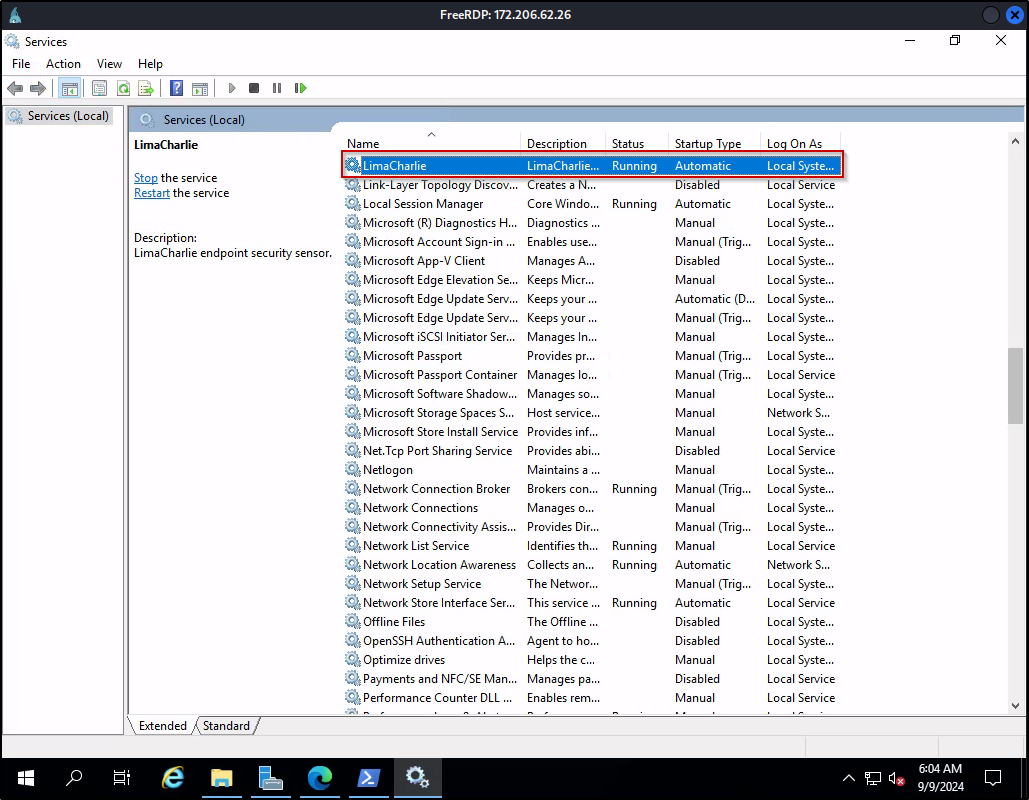 FreeRDP: 172.206.62.26
Services
File Action View Help
Services (Local)
Services (Local)
LimaCharlie
Stop the service
Restart the service
Description:
LimaCharlie endpoint security sensor.
Name Description Status Startup Type Log On As
LimaCharlie LimaCharlie... Running Automatic Local Syste...
Link-Layer Topology Discov... Creates a N... Disabled Local Service
Local Session Manager Core Windo... Running Automatic Local Syste...
Microsoft (R) Diagnostics H... Diagnostics ... Manual Local Syste...
Microsoft Account Sign-in ... Enables use... Manual (Trig... Local Syste...
Microsoft App-V Client Manages A... Disabled Local Syste...
Microsoft Edge Elevation Se... Keeps Micr... Manual Local Syste...
Microsoft Edge Update Serv... Keeps your ... Automatic (D... Local Syste...
Microsoft Edge Update Serv... Keeps your ... Manual (Trig... Local Syste...
Microsoft iSCSI Initiator Ser... Manages In... Manual Local Syste...
Microsoft Passport Provides pr... Manual (Trig... Local Syste...
Microsoft Passport Container Manages lo... Manual (Trig... Local Service
Microsoft Software Shadow... Manages so... Manual Local Syste...
Microsoft Storage Spaces S... Host service... Manual Network S...
Microsoft Store Install Service Provides inf... Manual Local Syste...
Net.Tcp Port Sharing Service Provides abi... Disabled Local Service
Netlogon Maintains a ... Manual Local Syste...
Network Connection Broker Brokers con... Running Manual (Trig... Local Syste...
Network Connections Manages o... Manual Local Syste...
Network Connectivity Assis... Provides Dir... Manual (Trig... Local Syste...
Network List Service Identifies th... Running Manual Local Service
Network Location Awareness Collects an... Running Automatic Network S...
Network Setup Service The Networ... Manual (Trig... Local Syste...
Network Store Interface Ser... This service ... Running Automatic Local Service
Offline Files The Offline ... Disabled Local Syste...
OpenSSH Authentication A... Agent to ho... Disabled Local Syste...
Optimize drives Helps the c... Manual Local Syste...
Payments and NFC/SE Man... Manages pa... Disabled Local Service
Performance Counter DLL ... Enables rem... Manual Local Service
Extended Standard
6:04 AM
9/9/2024